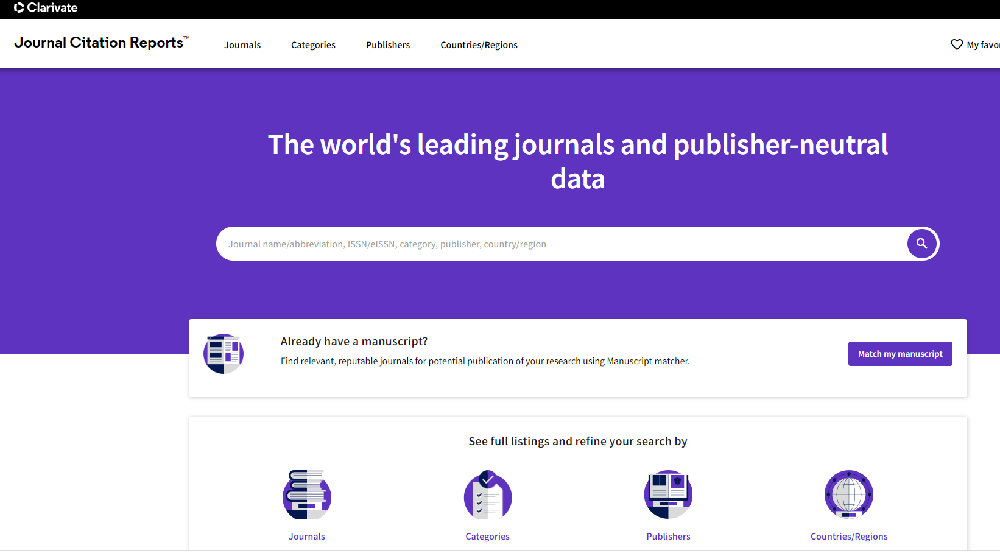 Clarivate
Journal Citation Reports™
Journals
Categories
Publishers
Countries/Regions
My favo
The world's leading journals and publisher-neutral
data
Journal name/abbreviation, ISSN/eISSN, category, publisher, country/region
Already have a manuscript?
Find relevant, reputable journals for potential publication of your research using Manuscript matcher.
Match my manuscript
See full listings and refine your search by
Journals
Categories
Publishers
Countries/Regions